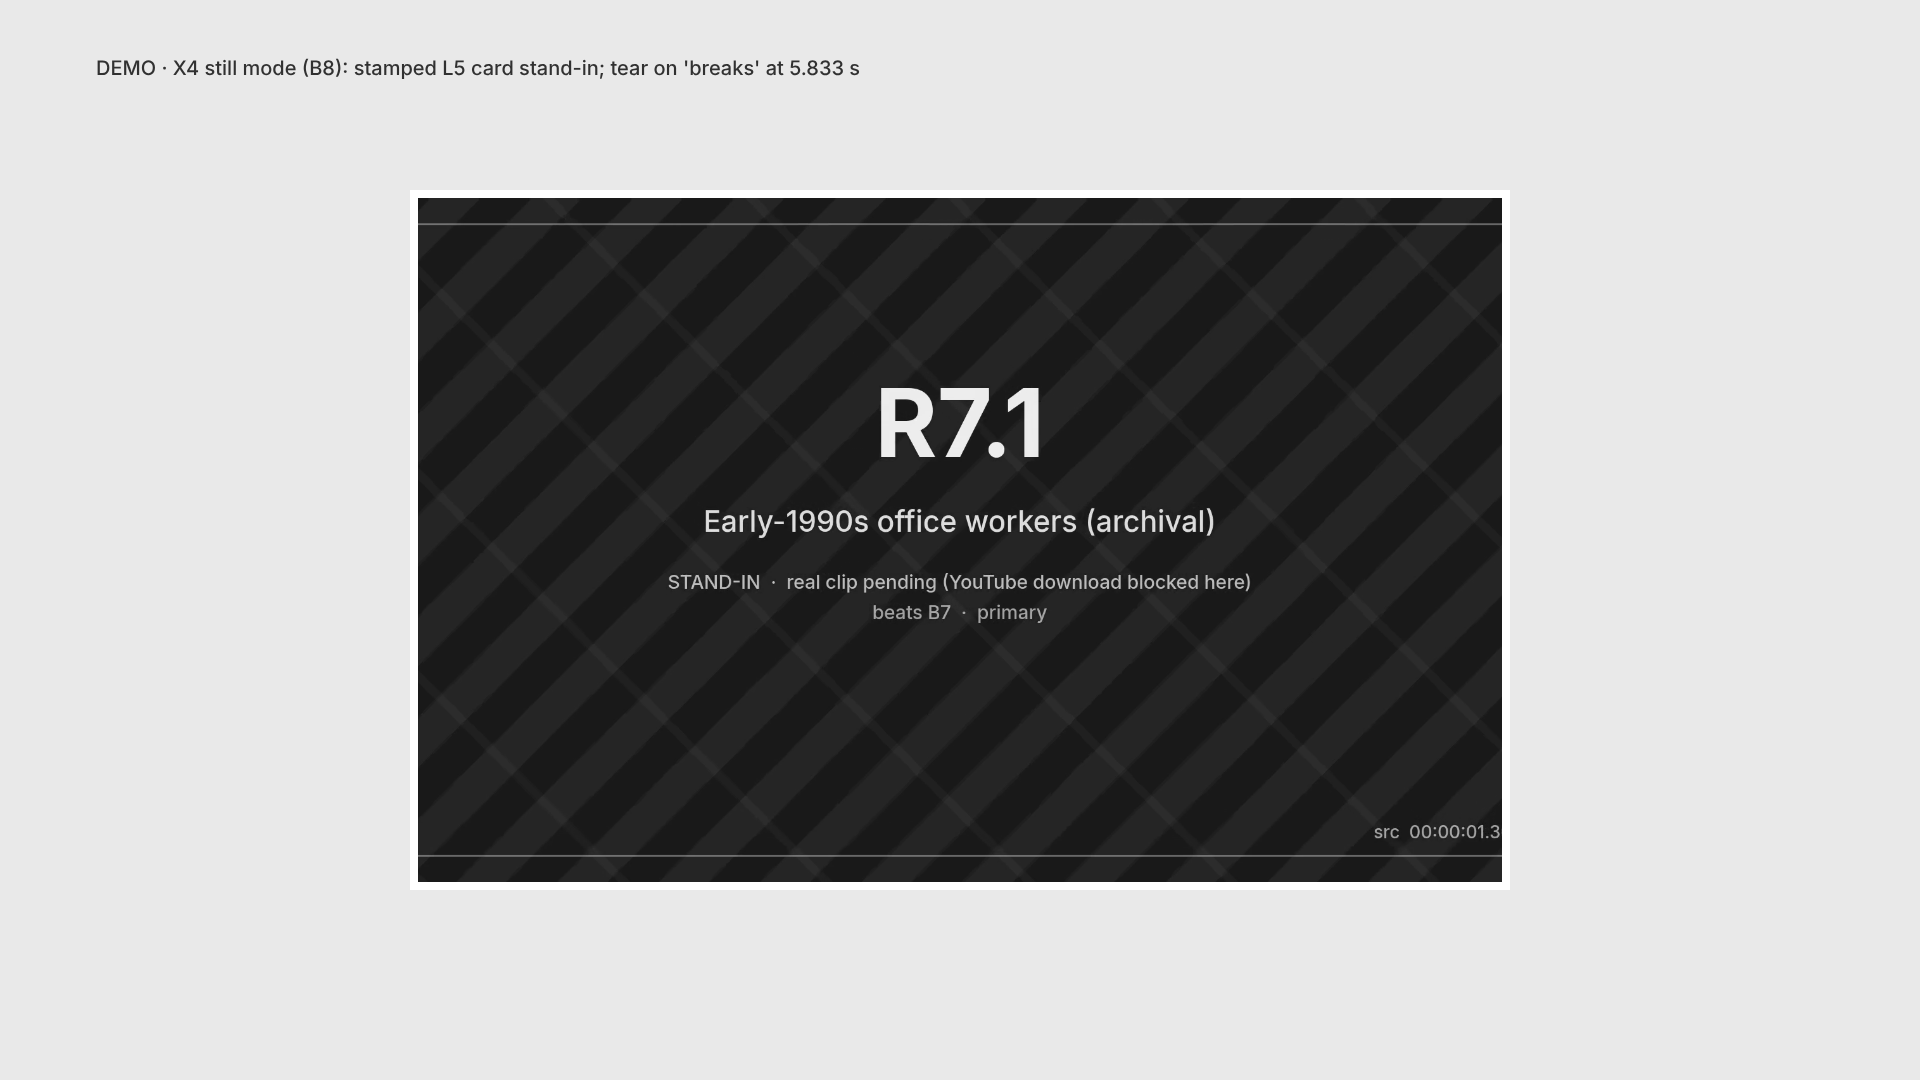 DEMO · X4 still mode (B8): stamped L5 card stand-in; tear on 'breaks' at 5.833 s
R7.1
Early-1990s office workers (archival)
STAND-IN · real clip pending (YouTube download blocked here)
beats B7 · primary
src 00:00:01.3